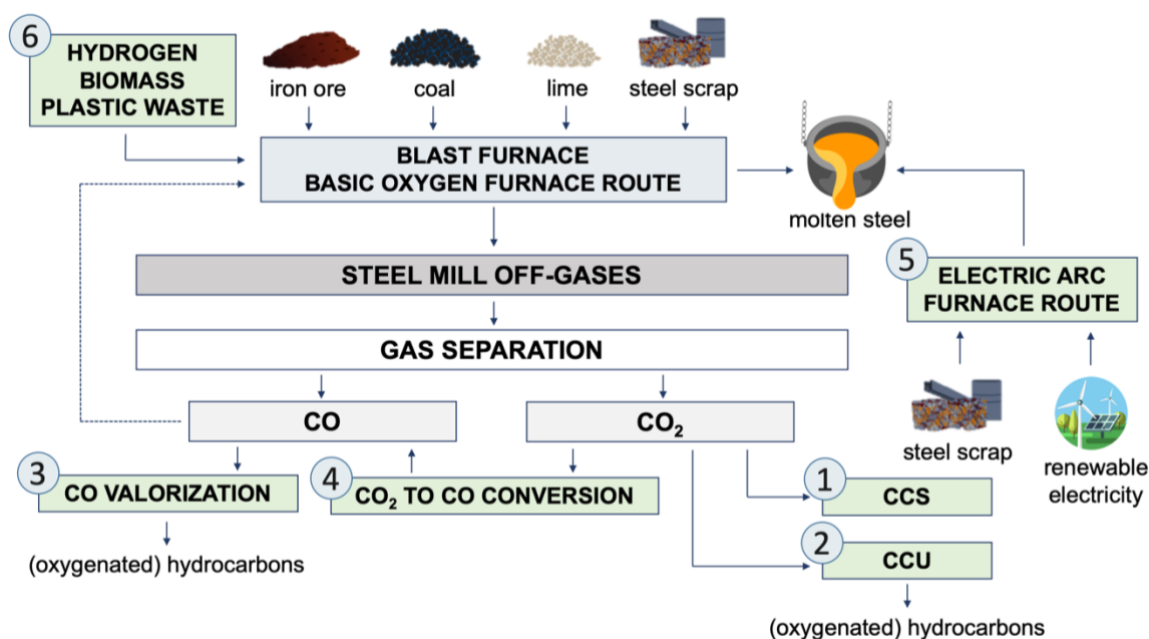 6
HYDROGEN
BIOMASS
PLASTIC WASTE
iron ore
coal
lime
steel scrap
BLAST FURNACE
BASIC OXYGEN FURNACE ROUTE
molten steel
STEEL MILL OFF-GASES
5
ELECTRIC ARC
FURNACE ROUTE
GAS SEPARATION
CO
CO₂
steel scrap
renewable
electricity
3
CO VALORIZATION
(oxygenated) hydrocarbons
4
CO₂ TO CO CONVERSION
1
CCS
2
CCU
(oxygenated) hydrocarbons